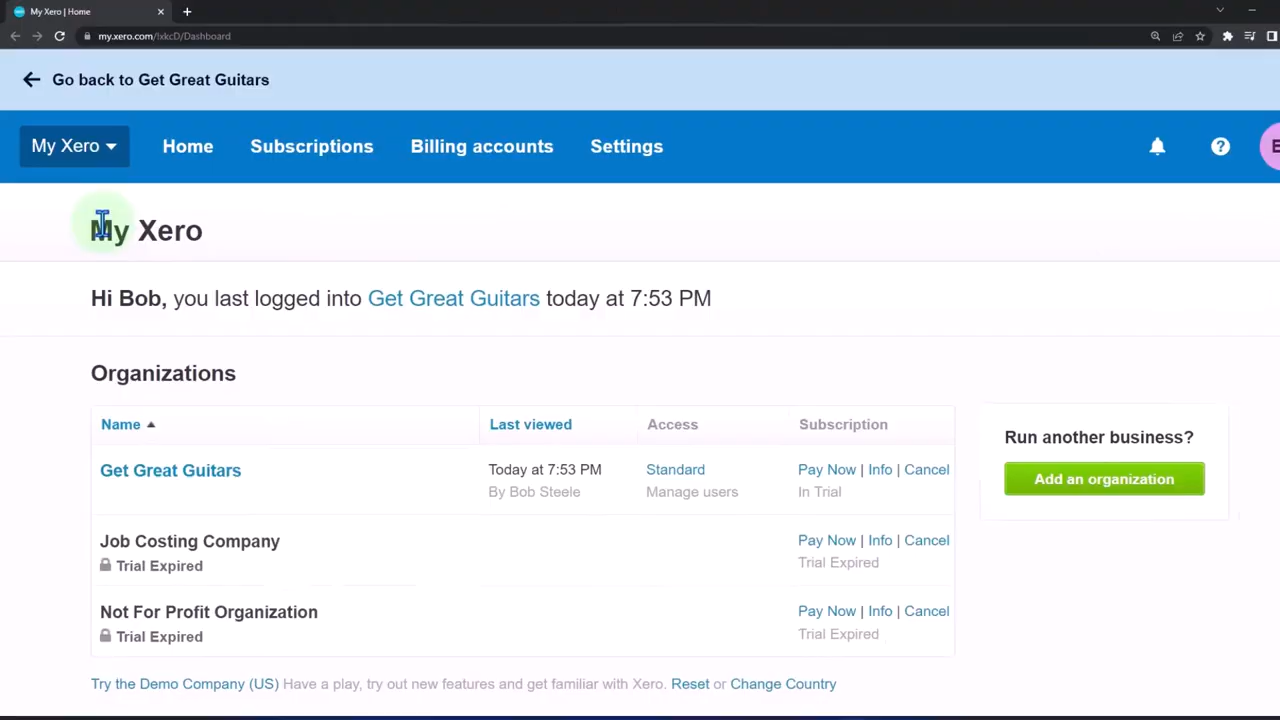 My Xero | Home
my.xero.com/!xkcD/Dashboard
Go back to Get Great Guitars
My Xero Home Subscriptions Billing accounts Settings
My Xero
Hi Bob, you last logged into Get Great Guitars today at 7:53 PM
Organizations
Name Last viewed Access Subscription
Get Great Guitars Today at 7:53 PM Standard Pay Now | Info | Cancel
By Bob Steele Manage users In Trial
Job Costing Company Pay Now | Info | Cancel
Trial Expired Trial Expired
Not For Profit Organization Pay Now | Info | Cancel
Trial Expired Trial Expired
Run another business?
Add an organization
Try the Demo Company (US) Have a play, try out new features and get familiar with Xero. Reset or Change Country